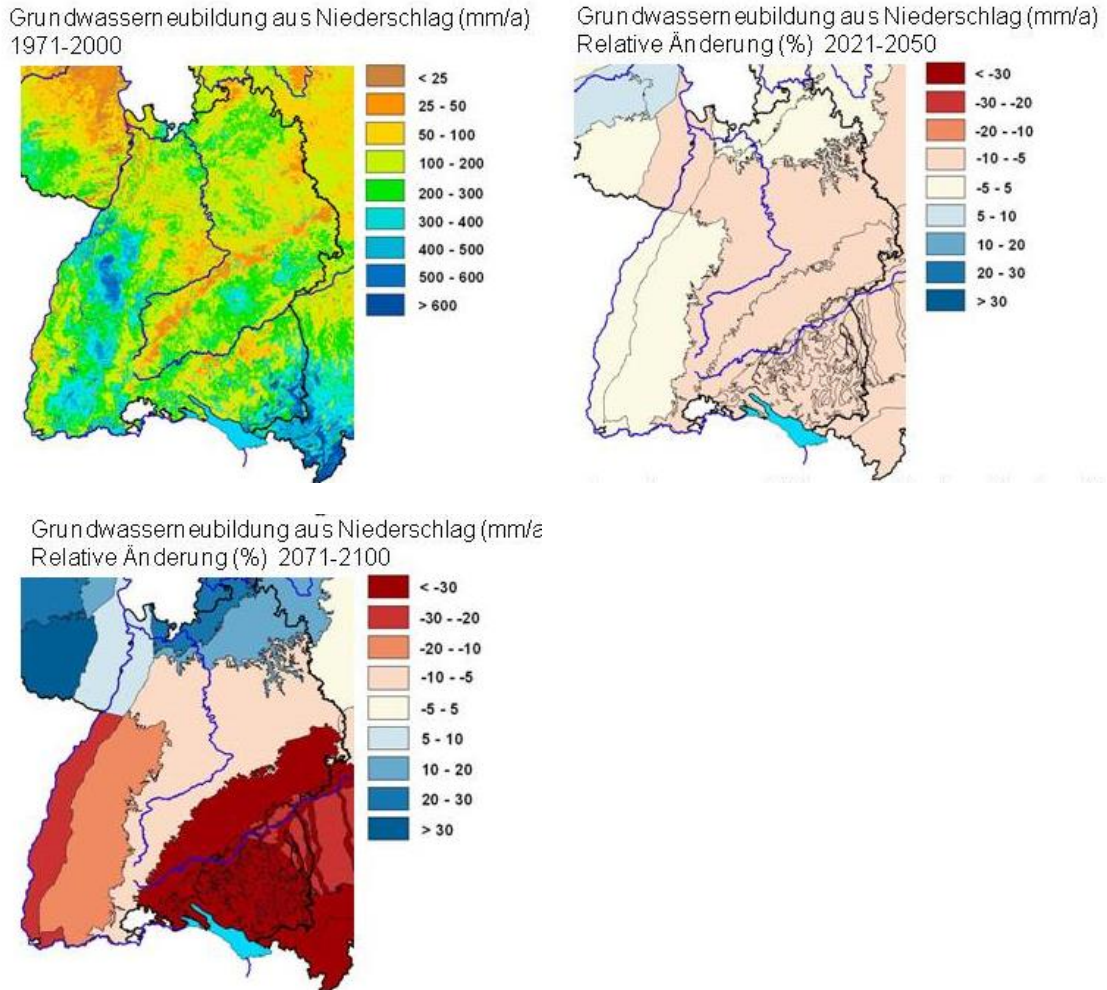 Grundwasserneubildung aus Niederschlag (mm/a)
1971-2000
< 25
25 - 50
50 - 100
100 - 200
200 - 300
300 - 400
400 - 500
500 - 600
> 600
Grundwasserneubildung aus Niederschlag (mm/a)
Relative Änderung (%) 2021-2050
< -30
-30 - -20
-20 - -10
-10 - -5
-5 - 5
5 - 10
10 - 20
20 - 30
> 30
Grundwasserneubildung aus Niederschlag (mm/a
Relative Änderung (%) 2071-2100
< -30
-30 - -20
-20 - -10
-10 - -5
-5 - 5
5 - 10
10 - 20
20 - 30
> 30